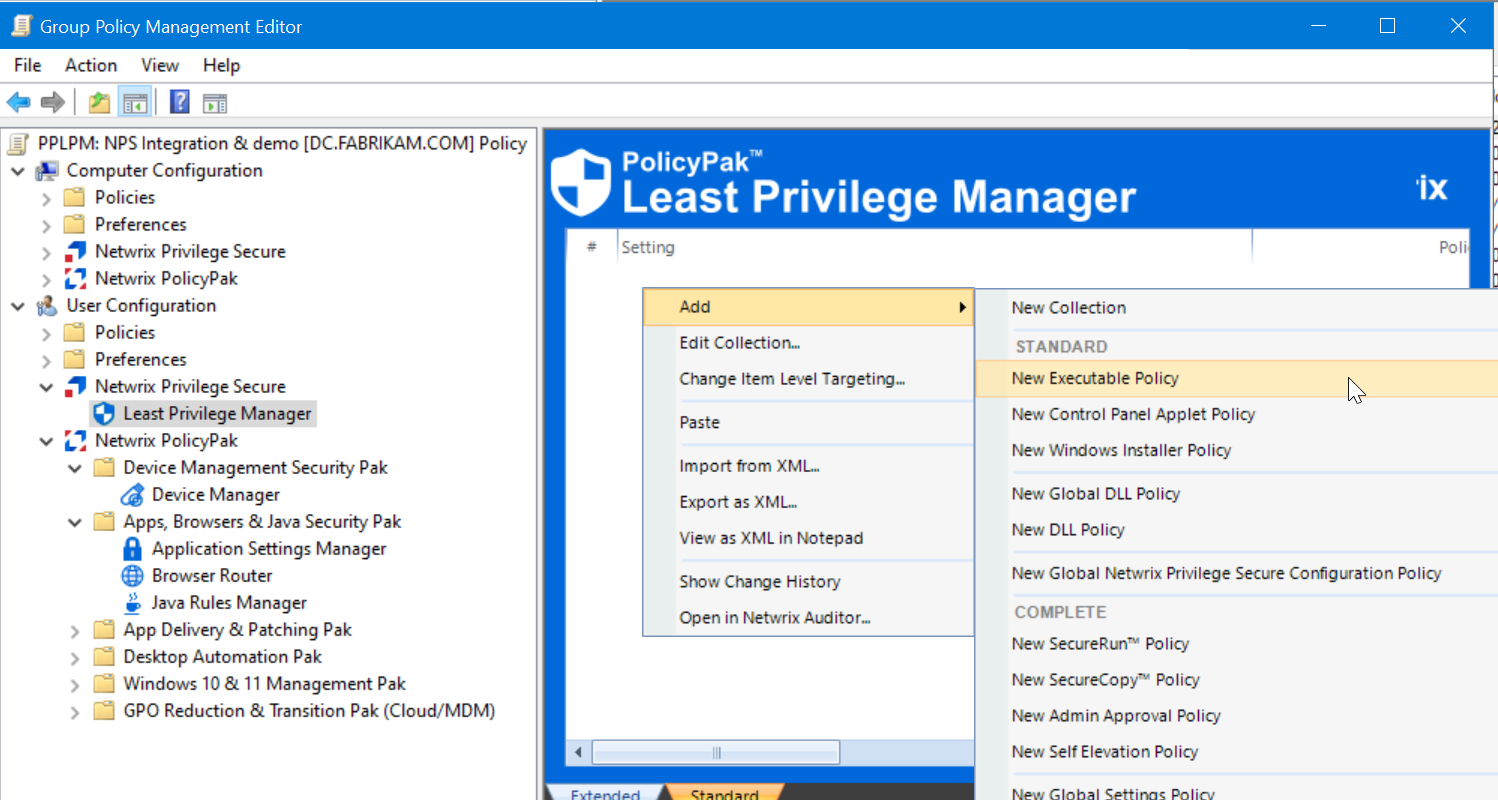 Group Policy Management Editor
File Action View Help
PPLPM: NPS Integration & demo [DC.FABRIKAM.COM] Policy
Computer Configuration
Policies
Preferences
Netwrix Privilege Secure
Netwrix PolicyPak
User Configuration
Policies
Preferences
Netwrix Privilege Secure
Least Privilege Manager
Netwrix PolicyPak
Device Management Security Pak
Device Manager
Apps, Browsers & Java Security Pak
Application Settings Manager
Browser Router
Java Rules Manager
App Delivery & Patching Pak
Desktop Automation Pak
Windows 10 & 11 Management Pak
GPO Reduction & Transition Pak (Cloud/MDM)
PolicyPak™
Least Privilege Manager
ix
# Setting Poli
Add
Edit Collection...
Change Item Level Targeting...
Paste
Import from XML...
Export as XML...
View as XML in Notepad
Show Change History
Open in Netwrix Auditor...
New Collection
STANDARD
New Executable Policy
New Control Panel Applet Policy
New Windows Installer Policy
New Global DLL Policy
New DLL Policy
New Global Netwrix Privilege Secure Configuration Policy
COMPLETE
New SecureRun™ Policy
New SecureCopy™ Policy
New Admin Approval Policy
New Self Elevation Policy
New Global Settings Policy
Extended Standard